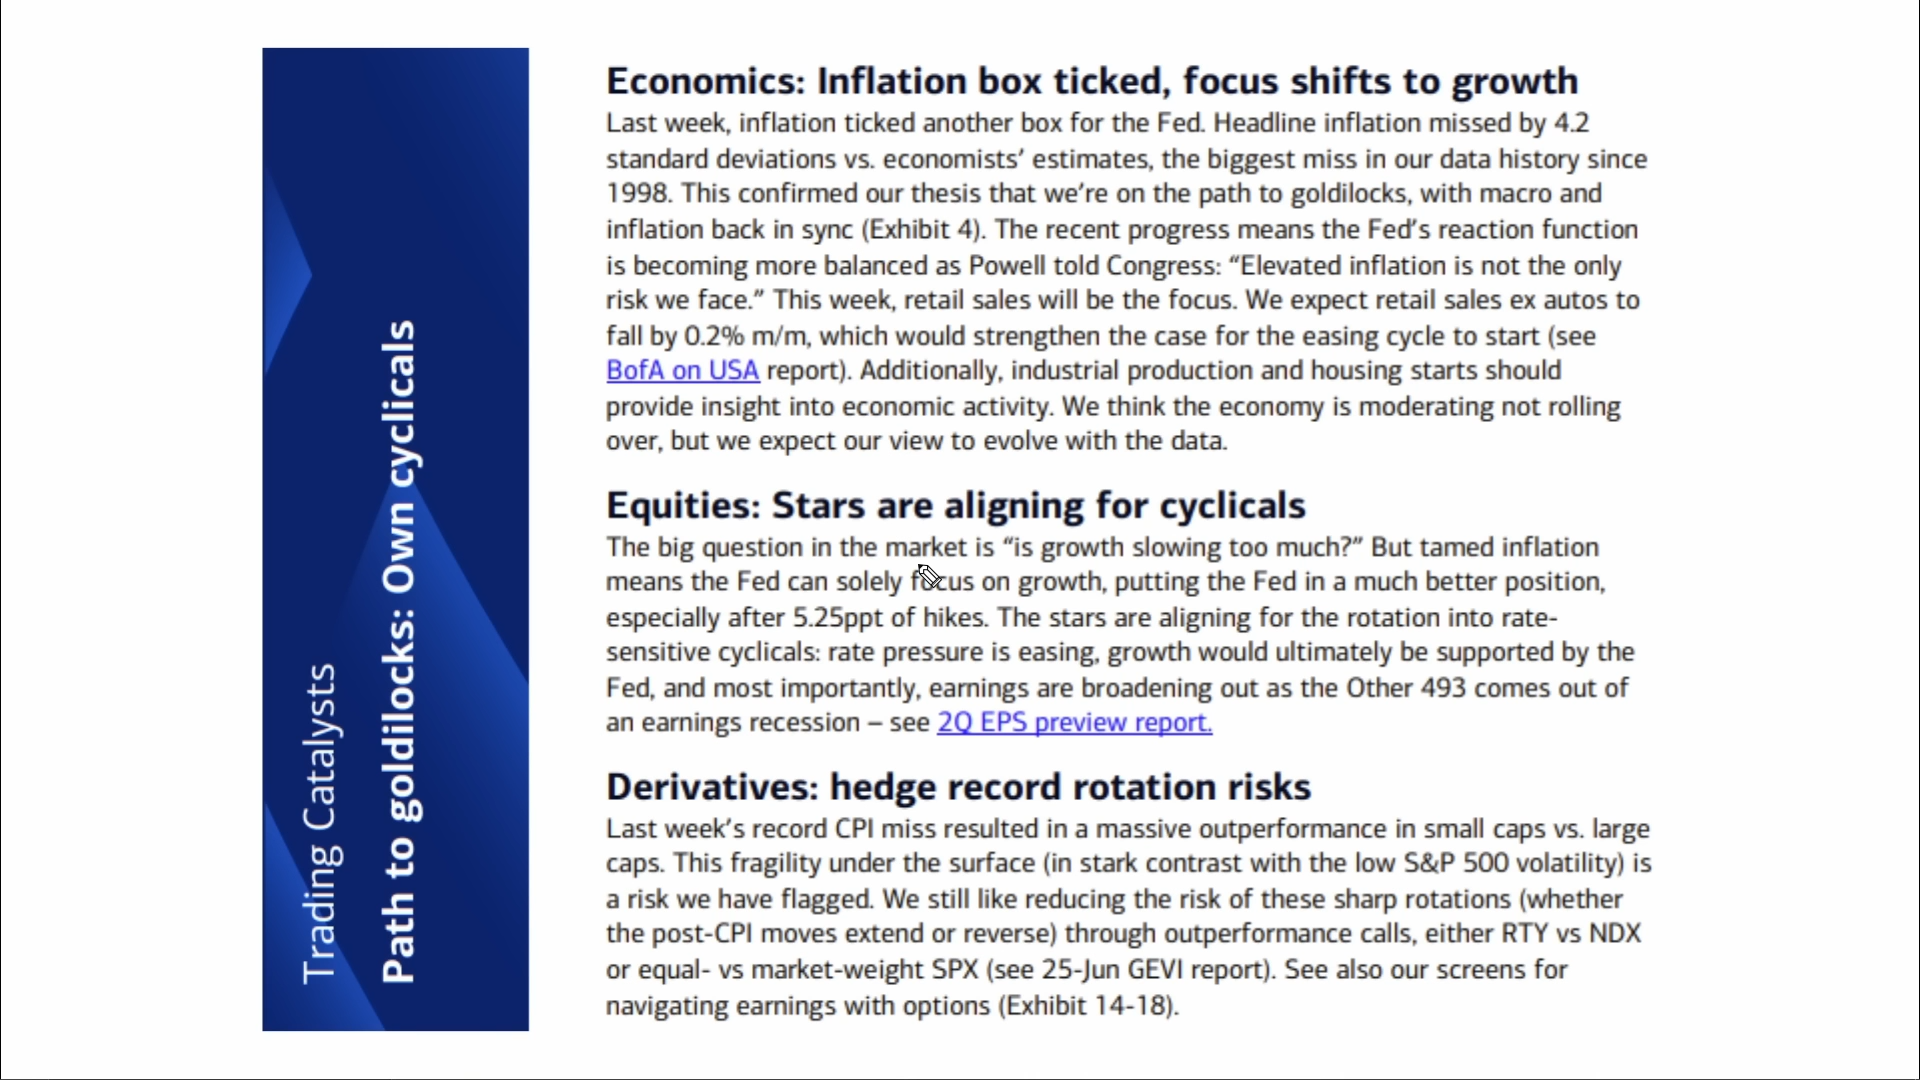 Trading Catalysts
Path to goldilocks: Own cyclicals
Economics: Inflation box ticked, focus shifts to growth
Last week, inflation ticked another box for the Fed. Headline inflation missed by 4.2
standard deviations vs. economists’ estimates, the biggest miss in our data history since
1998. This confirmed our thesis that we’re on the path to goldilocks, with macro and
inflation back in sync (Exhibit 4). The recent progress means the Fed’s reaction function
is becoming more balanced as Powell told Congress: “Elevated inflation is not the only
risk we face.” This week, retail sales will be the focus. We expect retail sales ex autos to
fall by 0.2% m/m, which would strengthen the case for the easing cycle to start (see
BofA on USA report). Additionally, industrial production and housing starts should
provide insight into economic activity. We think the economy is moderating not rolling
over, but we expect our view to evolve with the data.
Equities: Stars are aligning for cyclicals
The big question in the market is “is growth slowing too much?” But tamed inflation
means the Fed can solely focus on growth, putting the Fed in a much better position,
especially after 5.25ppt of hikes. The stars are aligning for the rotation into rate-
sensitive cyclicals: rate pressure is easing, growth would ultimately be supported by the
Fed, and most importantly, earnings are broadening out as the Other 493 comes out of
an earnings recession – see 2Q EPS preview report.
Derivatives: hedge record rotation risks
Last week’s record CPI miss resulted in a massive outperformance in small caps vs. large
caps. This fragility under the surface (in stark contrast with the low S&P 500 volatility) is
a risk we have flagged. We still like reducing the risk of these sharp rotations (whether
the post-CPI moves extend or reverse) through outperformance calls, either RTY vs NDX
or equal- vs market-weight SPX (see 25-Jun GEVI report). See also our screens for
navigating earnings with options (Exhibit 14-18).